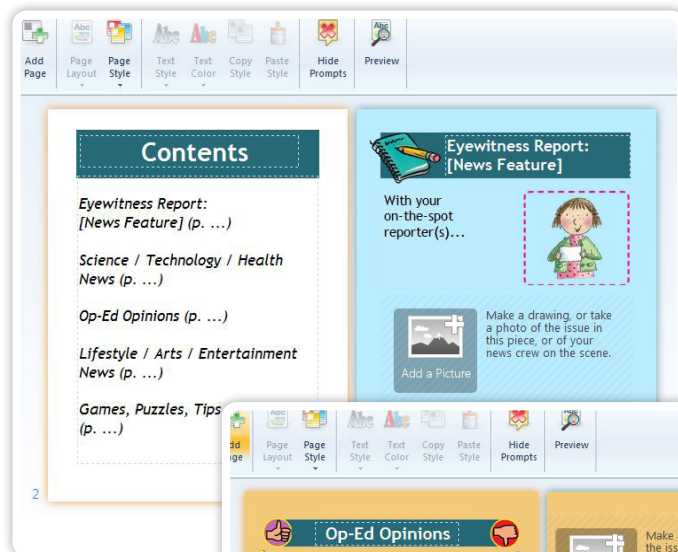 Add Page
Page Layout
Page Style
Text Style
Text Color
Copy Style
Paste Style
Hide Prompts
Preview
Contents
Eyewitness Report:
[News Feature] (p. ...)
Science / Technology / Health
News (p. ...)
Op-Ed Opinions (p. ...)
Lifestyle / Arts / Entertainment
News (p. ...)
Games, Puzzles, Tips
(p. ...)
2
Eyewitness Report:
[News Feature]
With your
on-the-spot
reporter(s)...
Add a Picture
Make a drawing, or take
a photo of the issue in
this piece, or of your
news crew on the scene.
Page Layout
Page Style
Text Style
Text Color
Copy Style
Paste Style
Hide Prompts
Preview
Op-Ed Opinions
Make
the